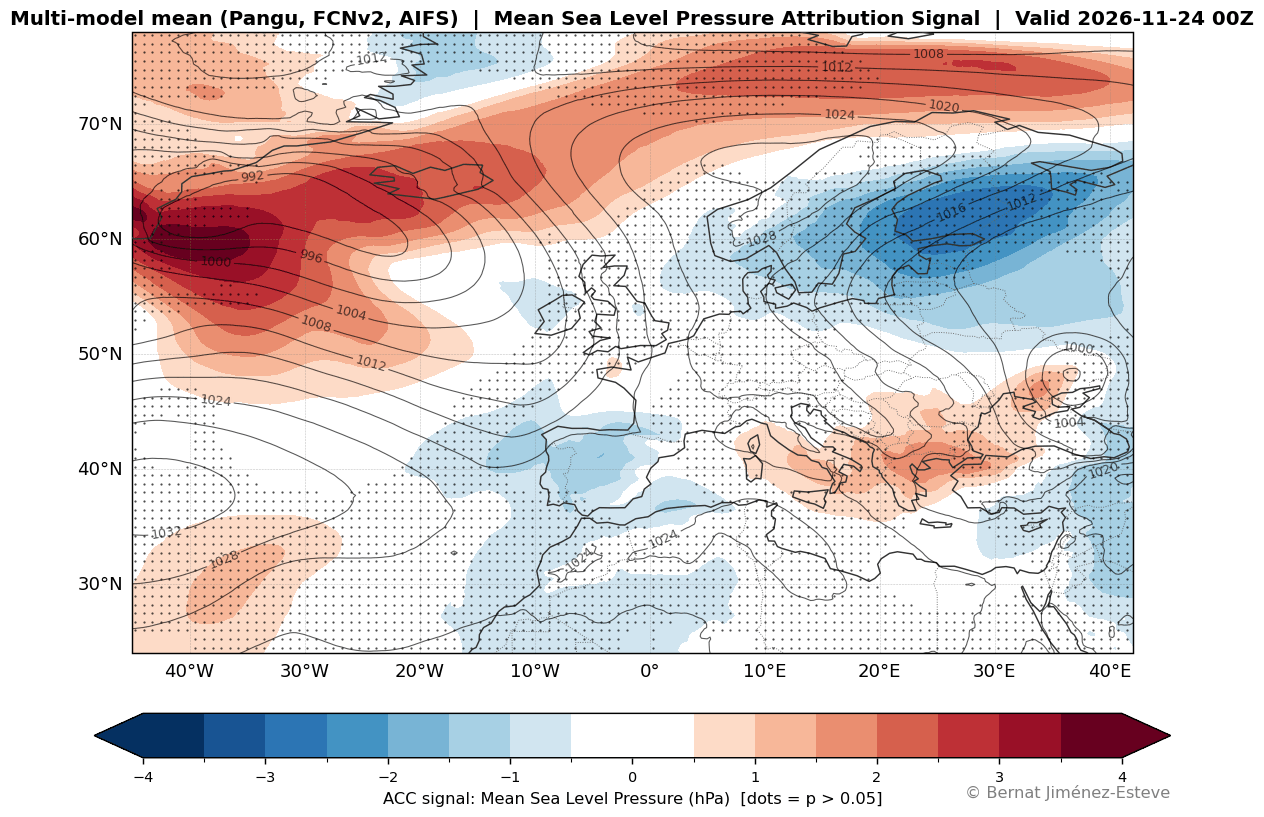 Multi-model mean (Pangu, FCNv2, AIFS) | Mean Sea Level Pressure Attribution Signal | Valid 2026-11-24 00Z
1012
1008
1012
1020
1024
70°N
992
1016
1012
60°N
1028
1000
996
1004
1008
50°N
1012
1000
1024
1004
40°N
1020
1032
1028
1024
1024
30°N
0
40°W
30°W
20°W
10°W
0°
10°E
20°E
30°E
40°E
−4
−3
−2
−1
0
1
2
3
4
ACC signal: Mean Sea Level Pressure (hPa) [dots = p > 0.05]
© Bernat Jiménez-Esteve